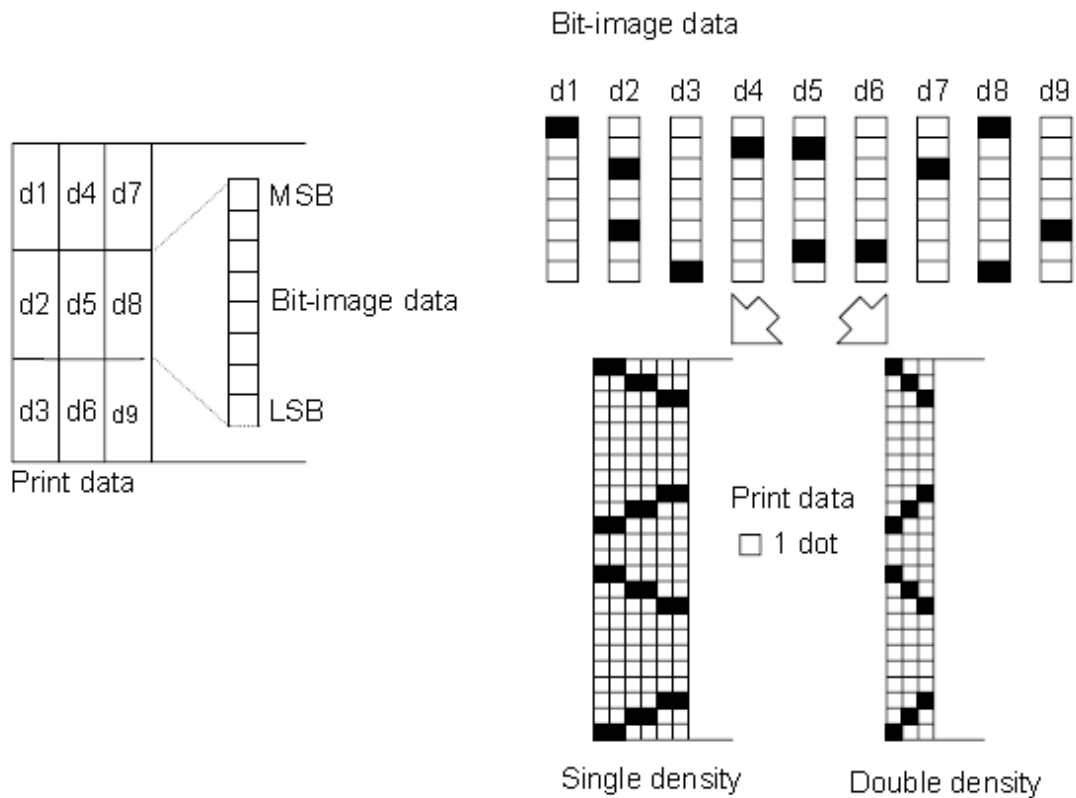 Bit-image data
d1 d2 d3 d4 d5 d6 d7 d8 d9
d1 d4 d7
d2 d5 d8
d3 d6 d9
MSB
Bit-image data
LSB
Print data
Print data
1 dot
Single density
Double density